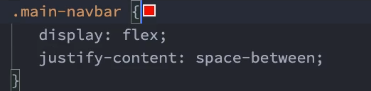 .main-navbar {
display: flex;
justify-content: space-between;
}